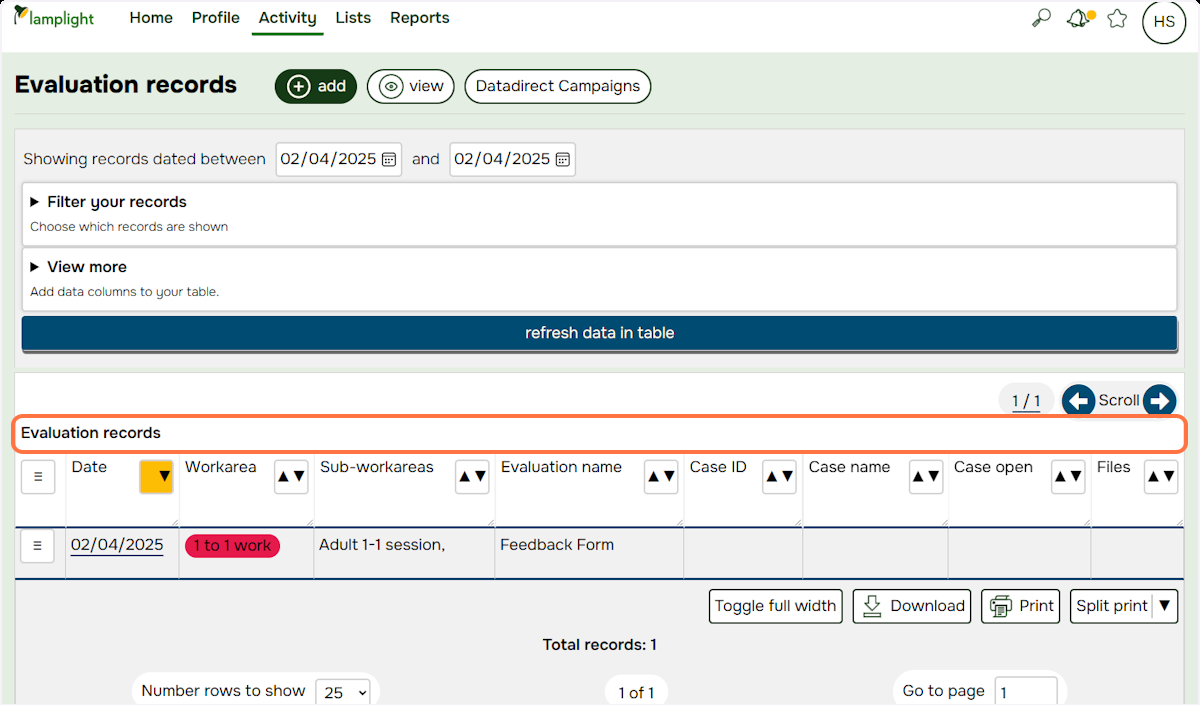 lamplight Home Profile Activity Lists Reports HS
Evaluation records add view Datadirect Campaigns
Showing records dated between 02/04/2025 and 02/04/2025
Filter your records
Choose which records are shown
View more
Add data columns to your table.
refresh data in table
1 / 1 Scroll
Evaluation records
Date Workarea Sub-workareas Evaluation name Case ID Case name Case open Files
02/04/2025 1 to 1 work Adult 1-1 session, Feedback Form
Toggle full width Download Print Split print
Total records: 1
Number rows to show 25 1 of 1 Go to page 1